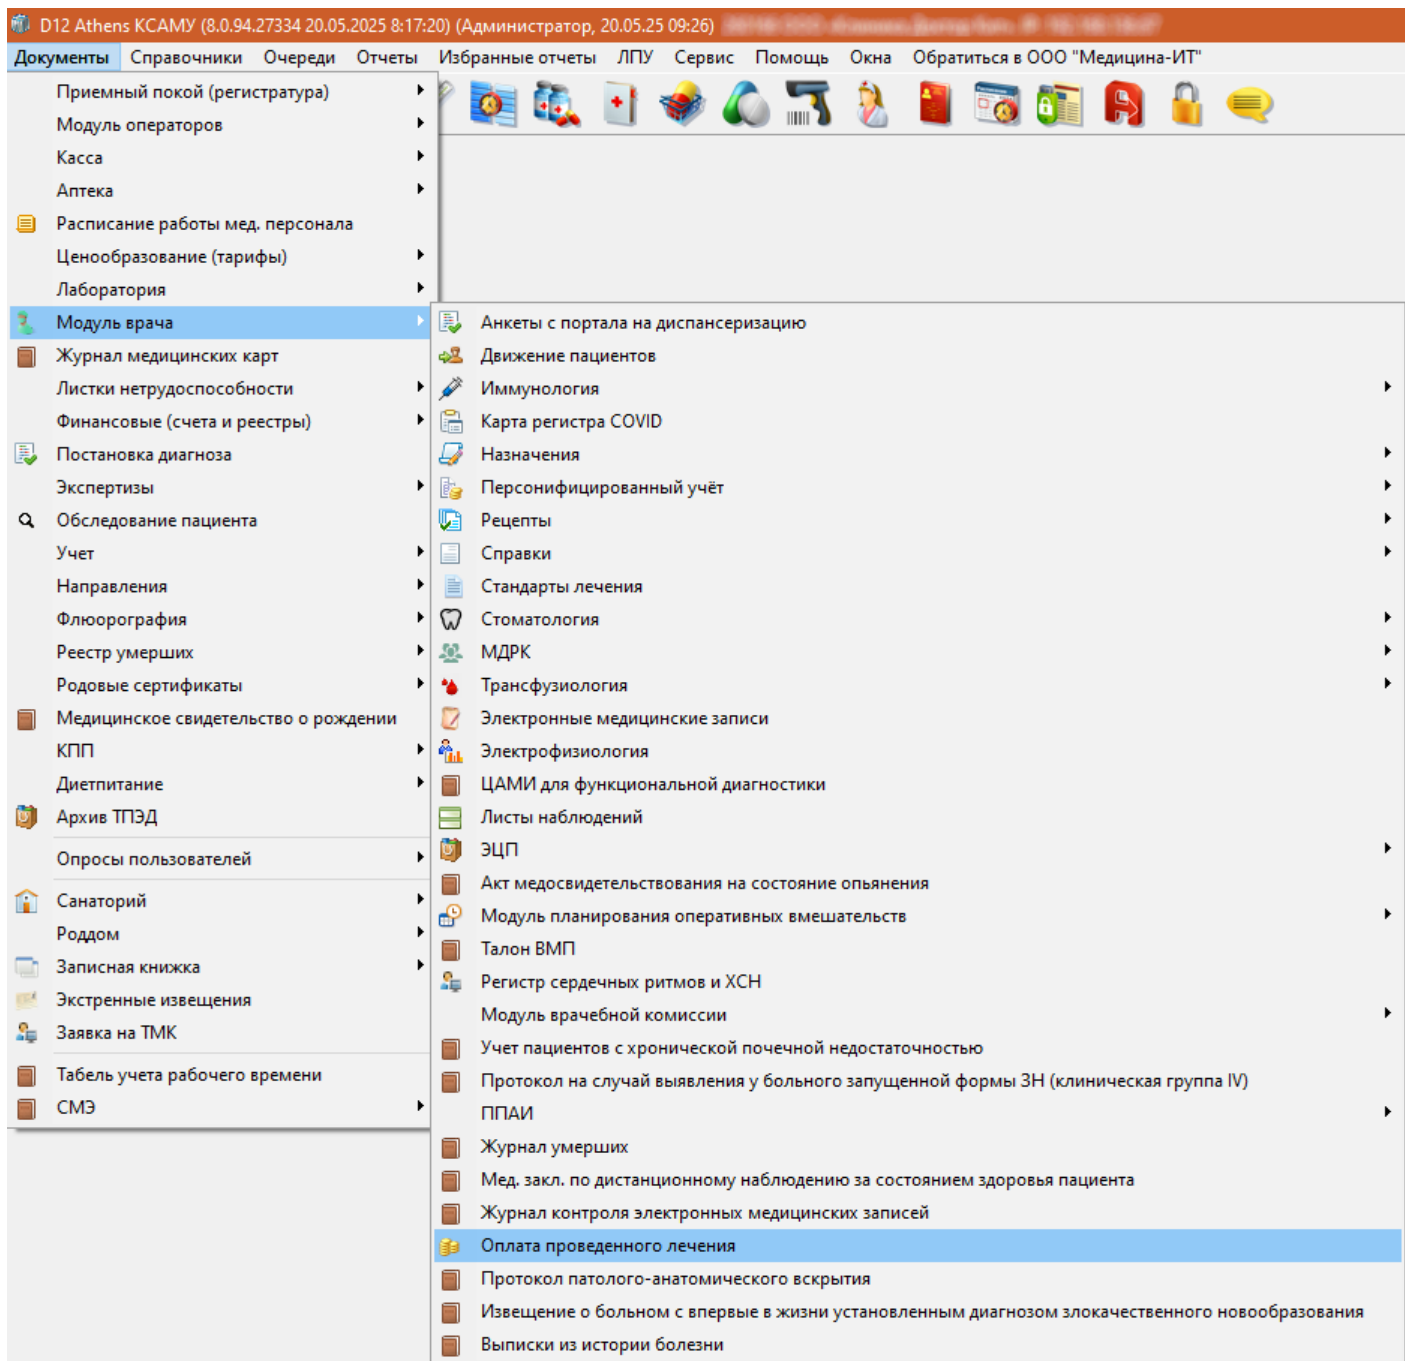 D12 Athens КСАМУ (8.0.94.27334 20.05.2025 8:17:20) (Администратор, 20.05.25 09:26)
Документы Справочники Очереди Отчеты Избранные отчеты ЛПУ Сервис Помощь Окна Обратиться в ООО "Медицина-ИТ"
Приемный покой (регистратура)
Модуль операторов
Касса
Аптека
Расписание работы мед. персонала
Ценообразование (тарифы)
Лаборатория
Модуль врача
Журнал медицинских карт
Листки нетрудоспособности
Финансовые (счета и реестры)
Постановка диагноза
Экспертизы
Обследование пациента
Учет
Направления
Флюорография
Реестр умерших
Родовые сертификаты
Медицинское свидетельство о рождении
КПП
Диетпитание
Архив ТПЭД
Опросы пользователей
Санаторий
Роддом
Записная книжка
Экстренные извещения
Заявка на ТМК
Табель учета рабочего времени
СМЭ
Анкеты с портала на диспансеризацию
Движение пациентов
Иммунология
Карта регистра COVID
Назначения
Персонифицированный учёт
Рецепты
Справки
Стандарты лечения
Стоматология
МДРК
Трансфузиология
Электронные медицинские записи
Электрофизиология
ЦАМИ для функциональной диагностики
Листы наблюдений
ЭЦП
Акт медосвидетельствования на состояние опьянения
Модуль планирования оперативных вмешательств
Талон ВМП
Регистр сердечных ритмов и ХСН
Модуль врачебной комиссии
Учет пациентов с хронической почечной недостаточностью
Протокол на случай выявления у больного запущенной формы ЗН (клиническая группа IV)
ППАИ
Журнал умерших
Мед. закл. по дистанционному наблюдению за состоянием здоровья пациента
Журнал контроля электронных медицинских записей
Оплата проведенного лечения
Протокол патолого-анатомического вскрытия
Извещение о больном с впервые в жизни установленным диагнозом злокачественного новообразования
Выписки из истории болезни